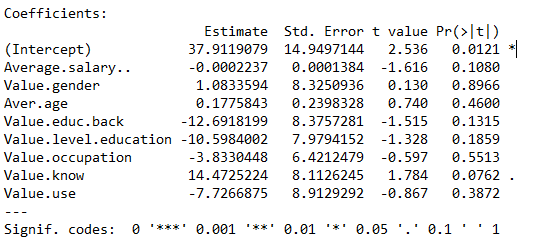 Coefficients:
Estimate Std. Error t value Pr(>|t|)
(Intercept) 37.9119079 14.9497144 2.536 0.0121 *
Average.salary.. -0.0002237 0.0001384 -1.616 0.1080
Value.gender 1.0833594 8.3250936 0.130 0.8966
Aver.age 0.1775843 0.2398328 0.740 0.4600
Value.educ.back -12.6918199 8.3757281 -1.515 0.1315
Value.level.education -10.5984002 7.9794152 -1.328 0.1859
Value.occupation -3.8330448 6.4212479 -0.597 0.5513
Value.know 14.4725224 8.1126245 1.784 0.0762 .
Value.use -7.7266875 8.9129292 -0.867 0.3872
---
Signif. codes: 0 '***' 0.001 '**' 0.01 '*' 0.05 '.' 0.1 ' ' 1